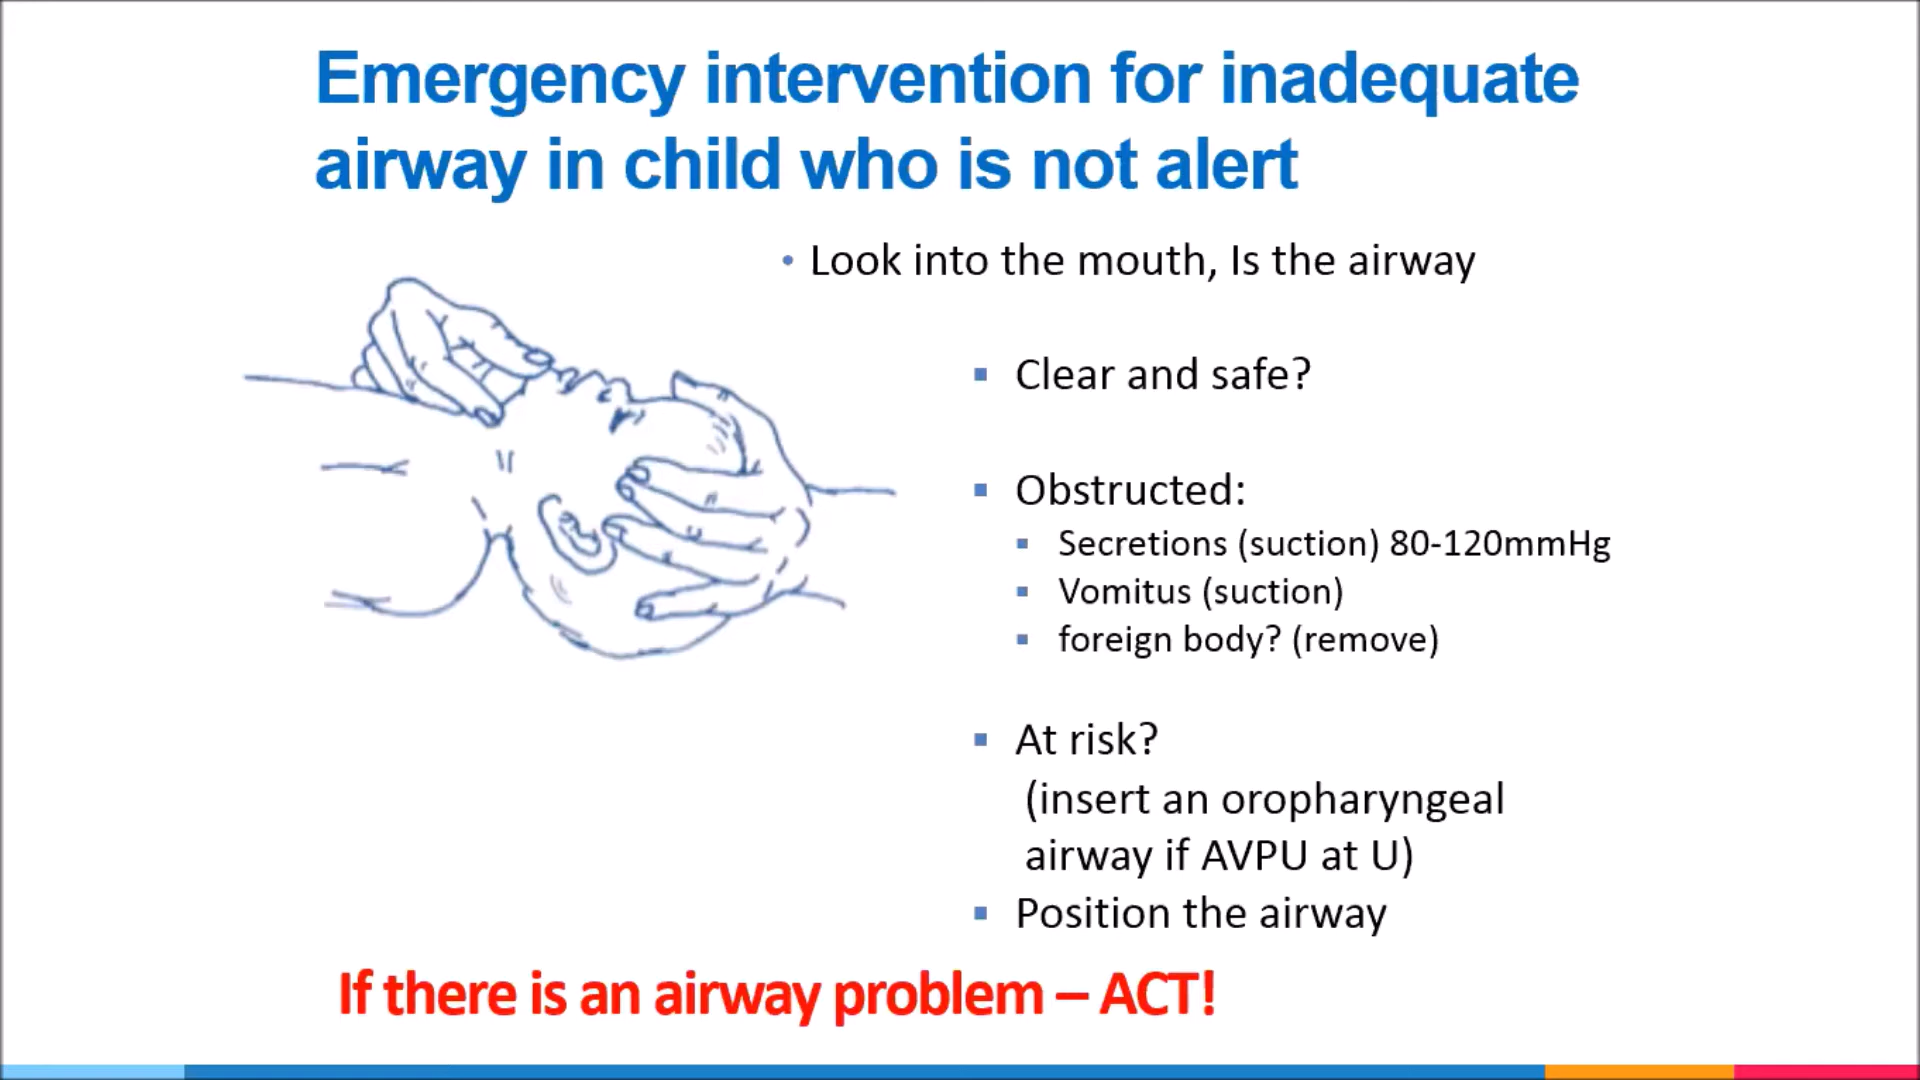 Emergency intervention for inadequate
airway in child who is not alert
• Look into the mouth, Is the airway
▪ Clear and safe?
▪ Obstructed:
▪ Secretions (suction) 80-120mmHg
▪ Vomitus (suction)
▪ foreign body? (remove)
▪ At risk?
(insert an oropharyngeal
airway if AVPU at U)
▪ Position the airway
If there is an airway problem – ACT!